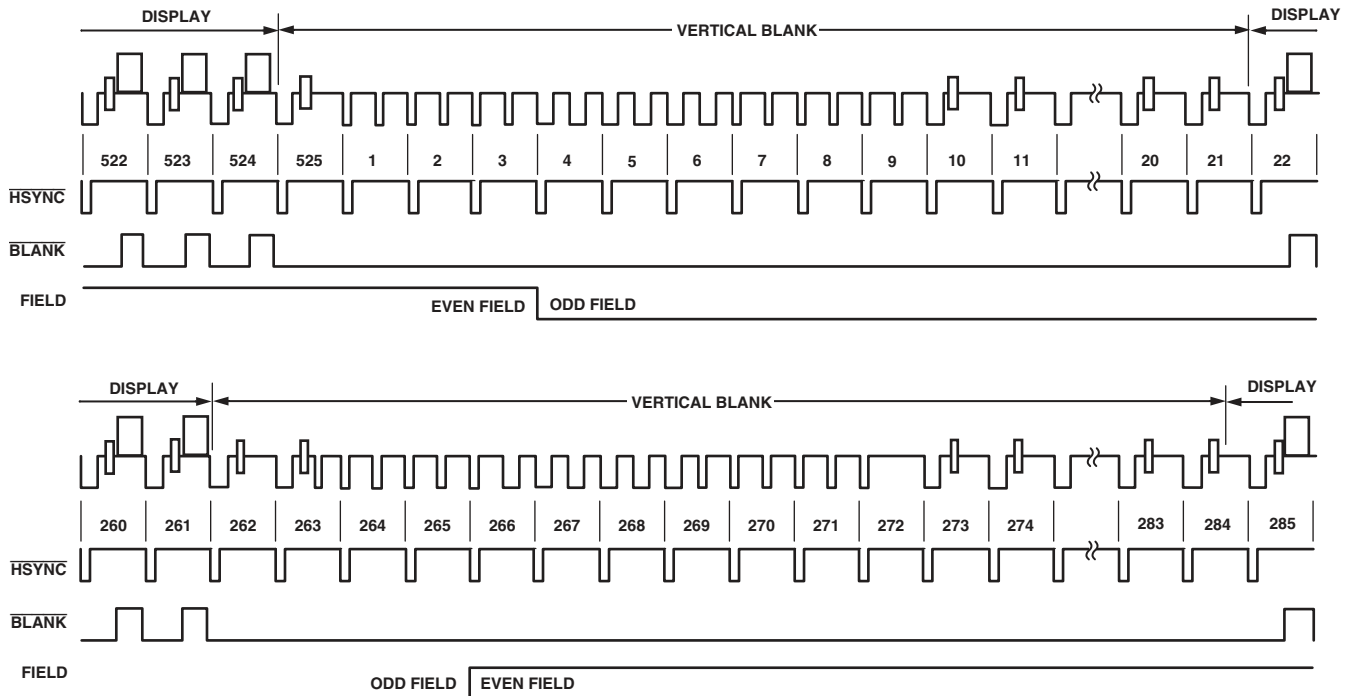 DISPLAY
VERTICAL BLANK
DISPLAY
522 523 524 525 1 2 3 4 5 6 7 8 9 10 11 20 21 22
HSYNC
BLANK
FIELD
EVEN FIELD ODD FIELD
DISPLAY
VERTICAL BLANK
DISPLAY
260 261 262 263 264 265 266 267 268 269 270 271 272 273 274 283 284 285
HSYNC
BLANK
FIELD
ODD FIELD EVEN FIELD